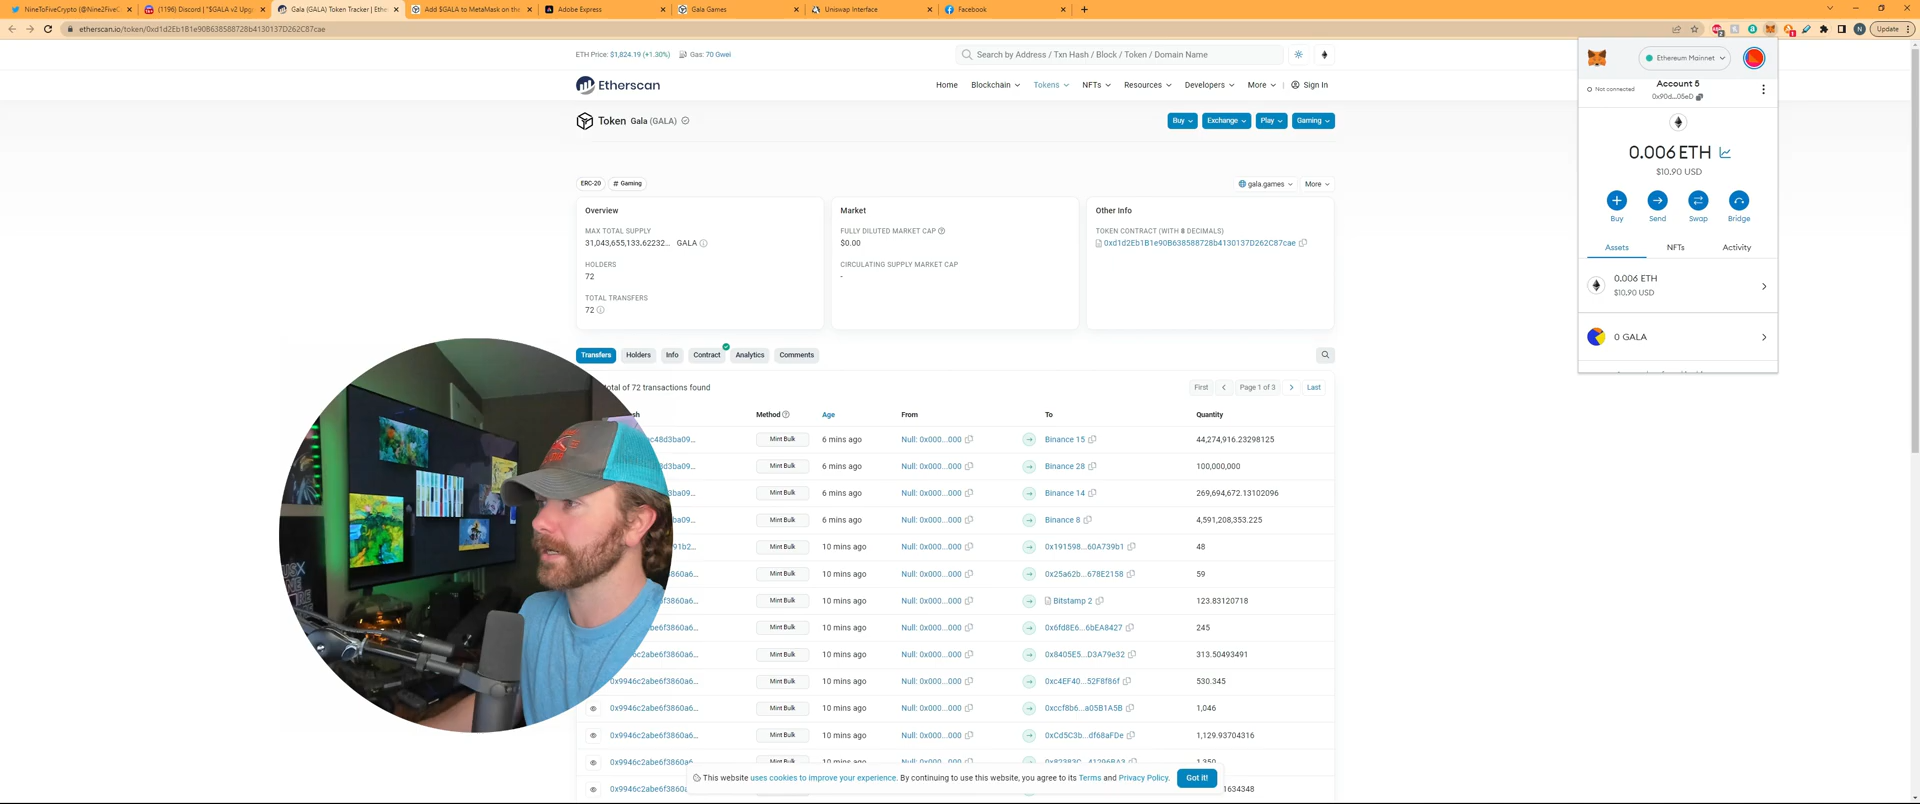 NineToFiveCrypto (@Nine2FiveC
(1196) Discord | "$GALA v2 Upg
Gala (GALA) Token Tracker | Ethe
Add $GALA to MetaMask on the
Adobe Express
Gala Games
Uniswap Interface
Facebook
etherscan.io/token/0xd1d2Eb1B1e90B638588728b4130137D262C87cae
Update
ETH Price: $1,824.19 (+1.30%) Gas: 70 Gwei
Search by Address / Txn Hash / Block / Token / Domain Name
Etherscan
Home Blockchain Tokens NFTs Resources Developers More Sign In
Token Gala (GALA)
Buy Exchange Play Gaming
ERC-20 # Gaming
gala.games More
Overview
MAX TOTAL SUPPLY
31,043,655,133.62232... GALA
HOLDERS
72
TOTAL TRANSFERS
72
Market
FULLY DILUTED MARKET CAP
$0.00
CIRCULATING SUPPLY MARKET CAP
-
Other Info
TOKEN CONTRACT (WITH 8 DECIMALS)
0xd1d2Eb1B1e90B638588728b4130137D262C87cae
Transfers Holders Info Contract Analytics Comments
total of 72 transactions found
First Page 1 of 3 Last
Method Age From To Quantity
ac48d3ba09... Mint Bulk 6 mins ago Null: 0x000...000 Binance 15 44,274,916.23298125
8d3ba09... Mint Bulk 6 mins ago Null: 0x000...000 Binance 28 100,000,000
d3ba09... Mint Bulk 6 mins ago Null: 0x000...000 Binance 14 269,694,672.13102096
ba09... Mint Bulk 6 mins ago Null: 0x000...000 Binance 8 4,591,208,353.225
91b2... Mint Bulk 10 mins ago Null: 0x000...000 0x191598...60A739b1 48
860a6... Mint Bulk 10 mins ago Null: 0x000...000 0x25a62b...678E2158 59
3860a6... Mint Bulk 10 mins ago Null: 0x000...000 Bitstamp 2 123.83120718
f3860a6... Mint Bulk 10 mins ago Null: 0x000...000 0x6fd8E6...6bEA8427 245
c2abe6f3860a6... Mint Bulk 10 mins ago Null: 0x000...000 0x8405E5...D3A79e32 313.50493491
0x9946c2abe6f3860a6... Mint Bulk 10 mins ago Null: 0x000...000 0xc4EF40...52F8f86f 530.345
0x9946c2abe6f3860a6... Mint Bulk 10 mins ago Null: 0x000...000 0xccf8b6...a05B1A5B 1,046
0x9946c2abe6f3860a6... Mint Bulk 10 mins ago Null: 0x000...000 0xCd5C3b...df68aFDe 1,129.93704316
0x9946c2abe6f3860a6...
This website uses cookies to improve your experience. By continuing to use this website, you agree to its Terms and Privacy Policy. Got it!
0x9946c2abe6f3860a6
1634348
Ethereum Mainnet
Not connected
Account 5
0x90d...05eD
0.006 ETH
$10.90 USD
Buy Send Swap Bridge
Assets NFTs Activity
0.006 ETH
$10.90 USD
0 GALA